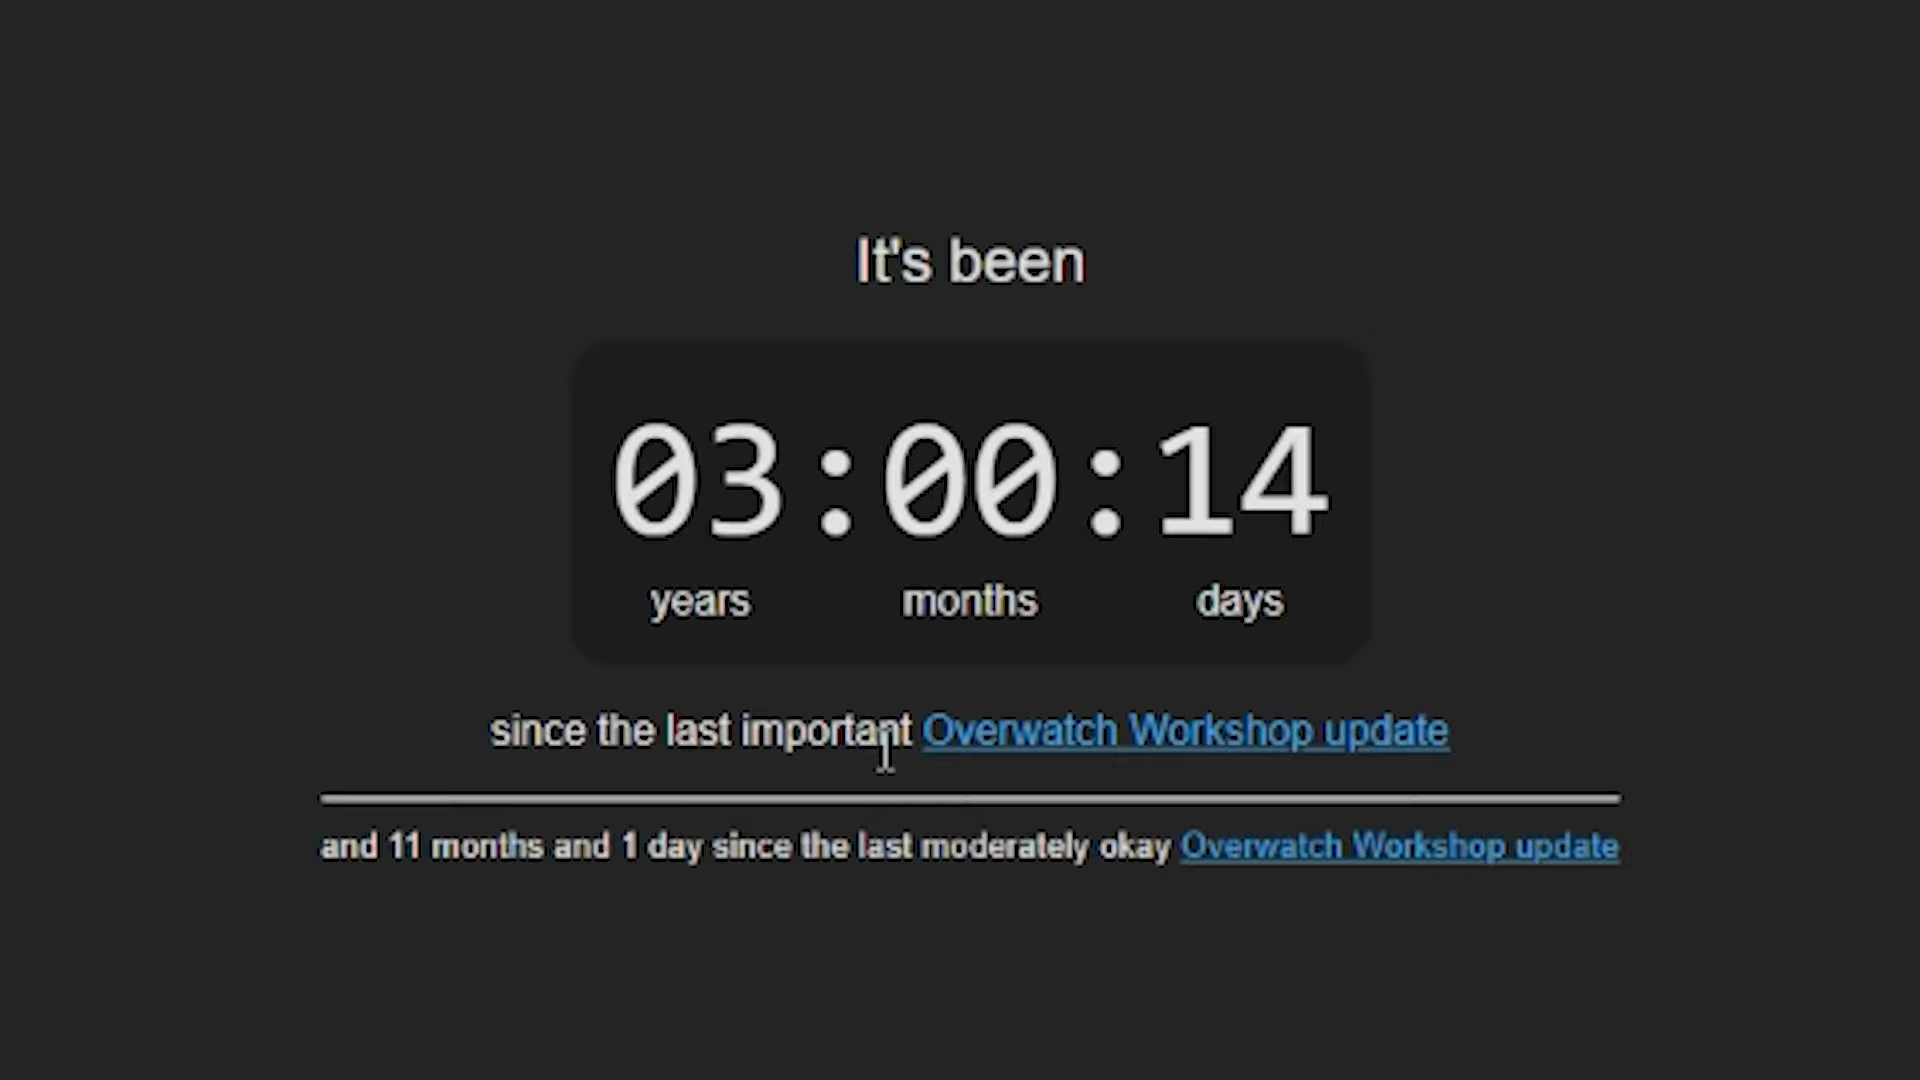 It's been
03:00:14
years months days
since the last important Overwatch Workshop update
and 11 months and 1 day since the last moderately okay Overwatch Workshop update